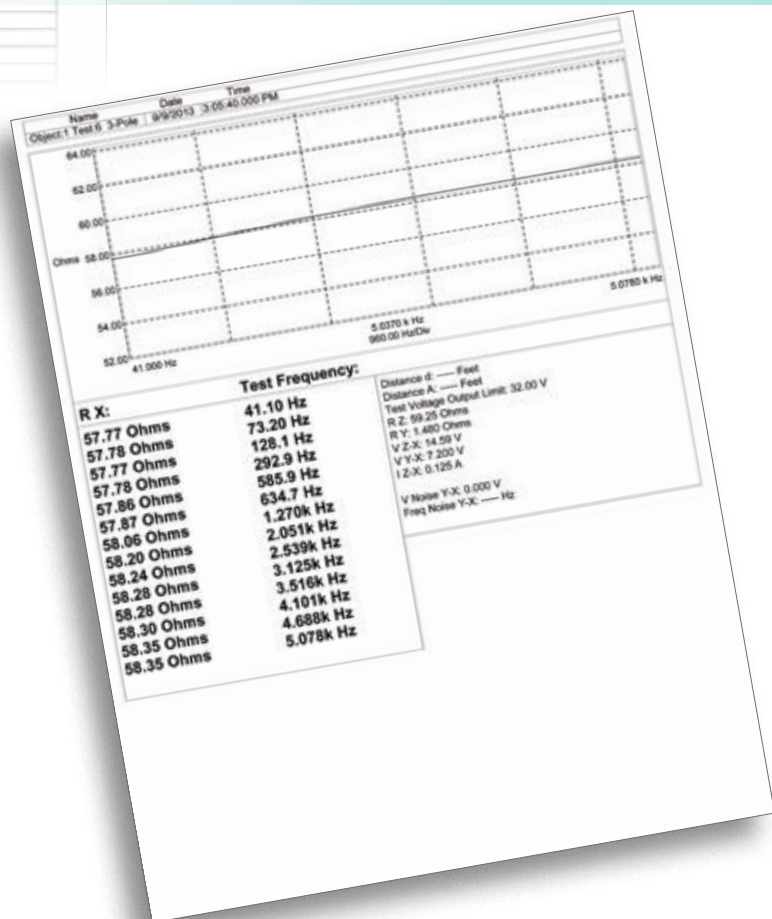 Name Date Time
Object:1 Test:6 3-Pole 9/9/2013 3:05:40.000 PM
64.00
62.00
60.00
Ohms 58.00
56.00
54.00
52.00
41.000 Hz
5.0370 k Hz
960.00 Hz/Div
5.0780 k Hz
R X: Test Frequency:
57.77 Ohms 41.10 Hz
57.78 Ohms 73.20 Hz
57.77 Ohms 128.1 Hz
57.78 Ohms 292.9 Hz
57.86 Ohms 585.9 Hz
57.87 Ohms 634.7 Hz
58.06 Ohms 1.270k Hz
58.20 Ohms 2.051k Hz
58.24 Ohms 2.539k Hz
58.28 Ohms 3.125k Hz
58.28 Ohms 3.516k Hz
58.30 Ohms 4.101k Hz
58.35 Ohms 4.688k Hz
58.35 Ohms 5.078k Hz
Distance d: ---- Feet
Distance A: ---- Feet
Test Voltage Output Limit: 32.00 V
R Z: 59.25 Ohms
R Y: 1.480 Ohms
V Z-X: 14.59 V
V Y-X: 7.200 V
I Z-X: 0.125 A
V Noise Y-X: 0.000 V
Freq Noise Y-X: ---- Hz